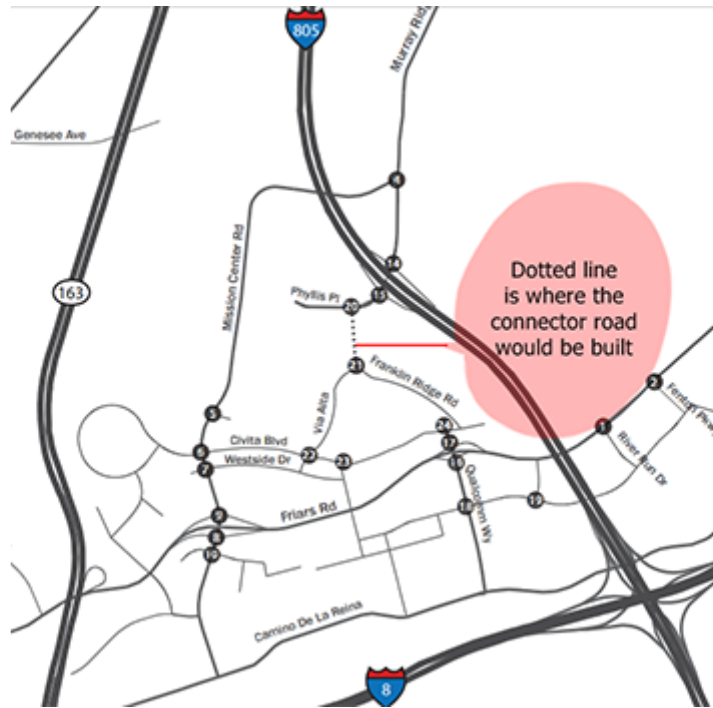 805
Murray Rid
Genesee Ave
4
Mission Center Rd
14
163
Phyllis Pl
15
20
Dotted line
is where the
connector road
would be built
21
Franklin Ridge Rd
2
Fenton Pkwy
Via Alta
5
24
River Run Dr
6
Civita Blvd
22
23
17
7
Westside Dr
Qualcomm Wy
9
Friars Rd
18
19
8
10
Camino De La Reina
8